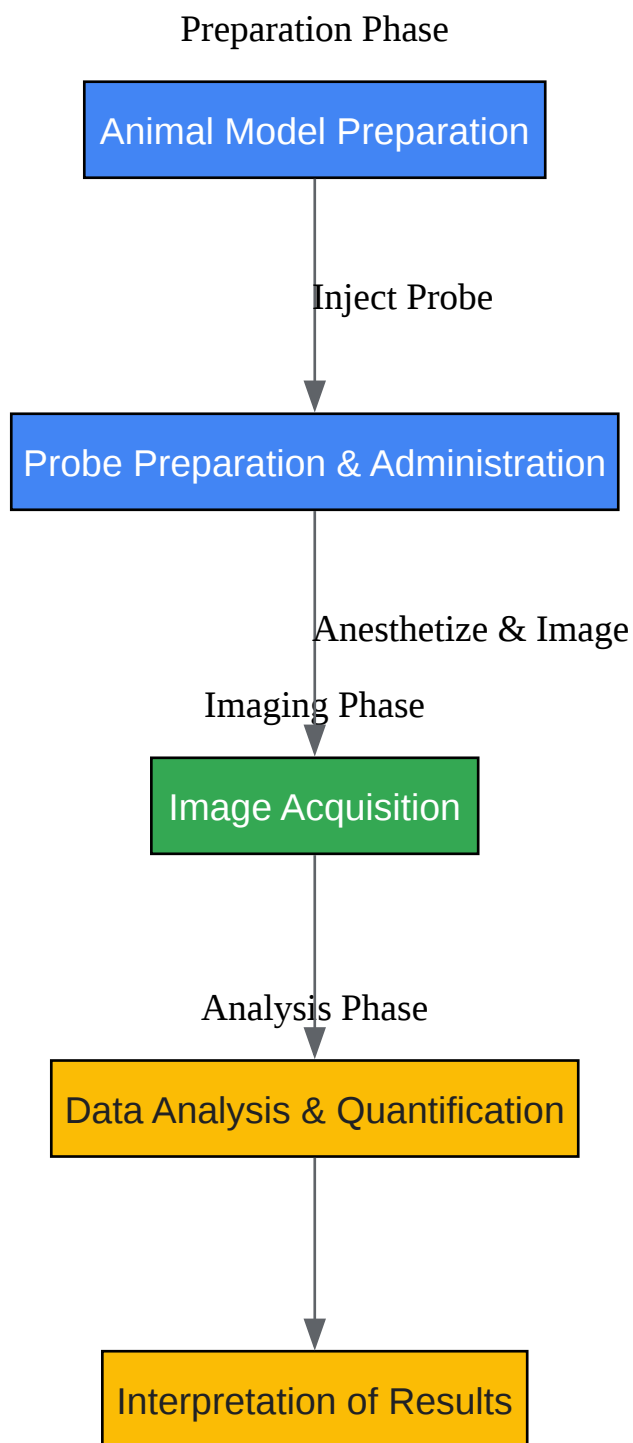 Preparation Phase
Animal Model Preparation
Inject Probe
Probe Preparation & Administration
Anesthetize & Image
Imaging Phase
Image Acquisition
Analysis Phase
Data Analysis & Quantification
Interpretation of Results